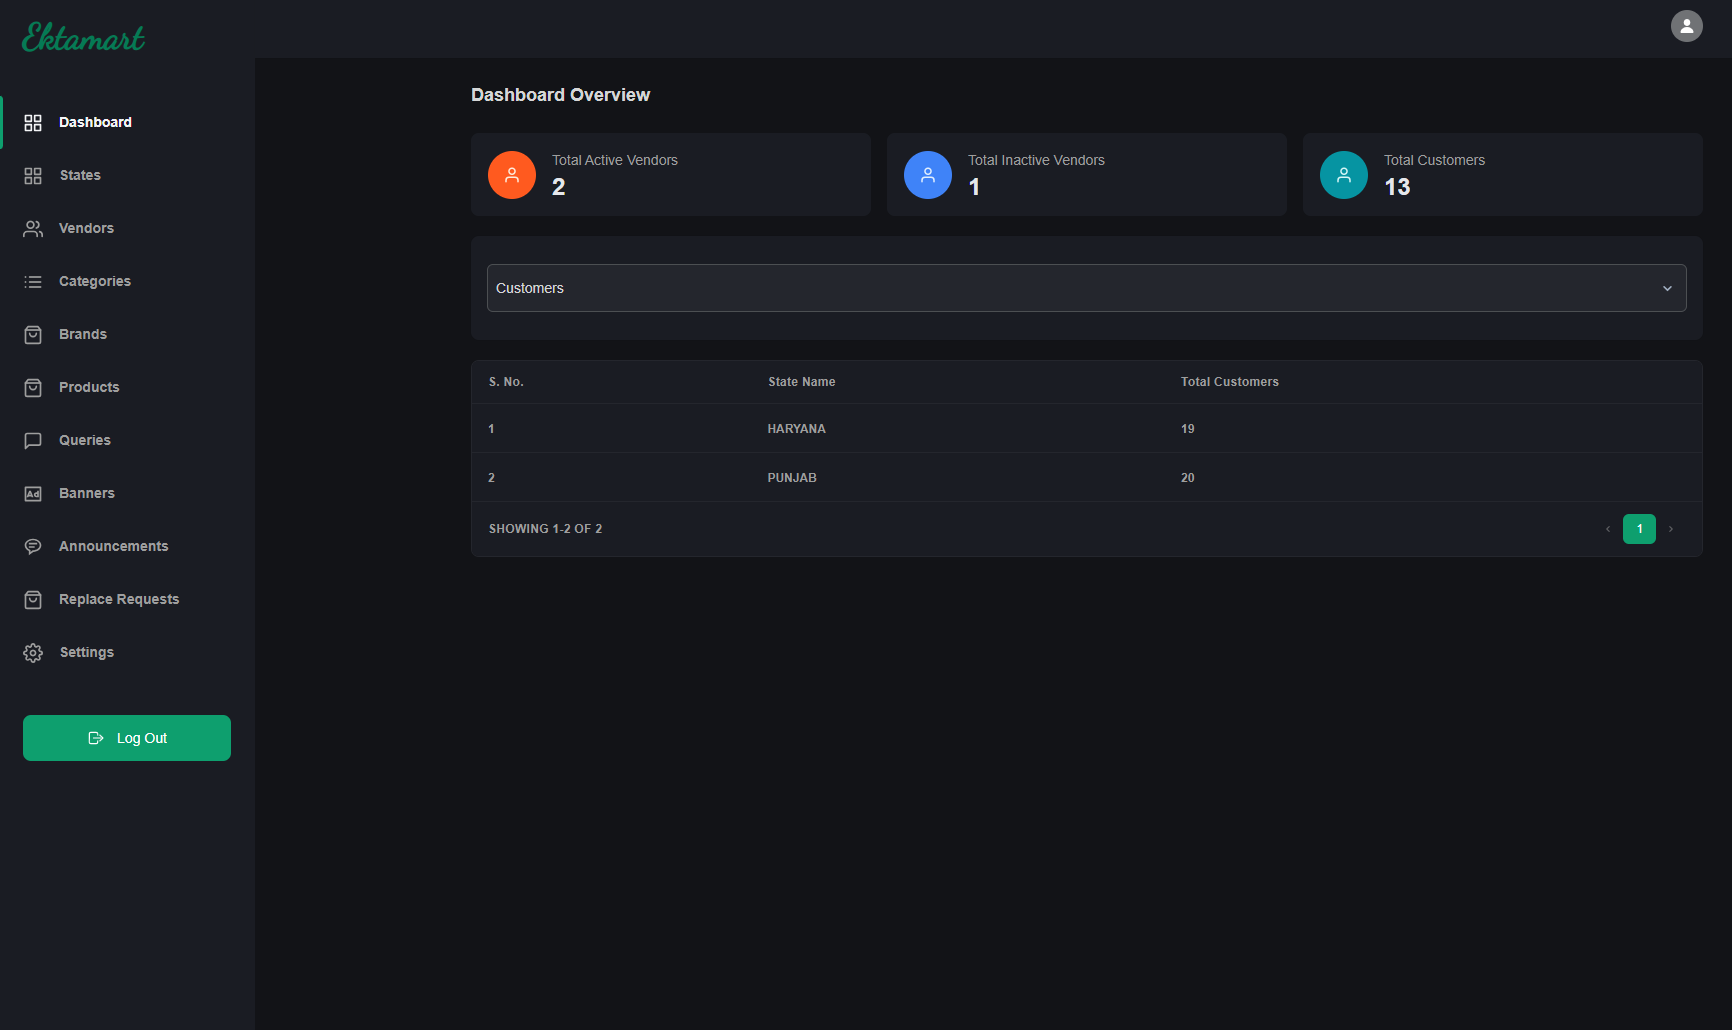 Ektamart
Dashboard
States
Vendors
Categories
Brands
Products
Queries
Ad Banners
Announcements
Replace Requests
Settings
Log Out
Dashboard Overview
Total Active Vendors
2
Total Inactive Vendors
1
Total Customers
13
Customers
S. No. State Name Total Customers
1 HARYANA 19
2 PUNJAB 20
SHOWING 1-2 OF 2 1